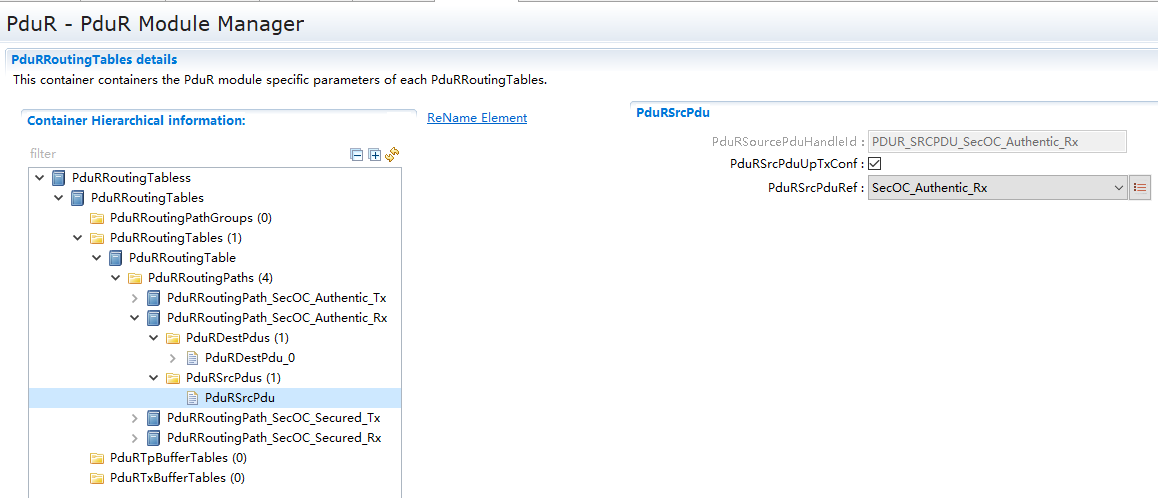 PduR - PduR Module Manager
PduRRoutingTables details
This container containers the PduR module specific parameters of each PduRRoutingTables.
Container Hierarchical information:
ReName Element
filter
PduRRoutingTabless
PduRRoutingTables
PduRRoutingPathGroups (0)
PduRRoutingTables (1)
PduRRoutingTable
PduRRoutingPaths (4)
PduRRoutingPath_SecOC_Authentic_Tx
PduRRoutingPath_SecOC_Authentic_Rx
PduRDestPdus (1)
PduRDestPdu_0
PduRSrcPdus (1)
PduRSrcPdu
PduRRoutingPath_SecOC_Secured_Tx
PduRRoutingPath_SecOC_Secured_Rx
PduRTpBufferTables (0)
PduRTxBufferTables (0)
PduRSrcPdu
PduRSourcePduHandleId : PDUR_SRCPDU_SecOC_Authentic_Rx
PduRSrcPduUpTxConf :
PduRSrcPduRef : SecOC_Authentic_Rx